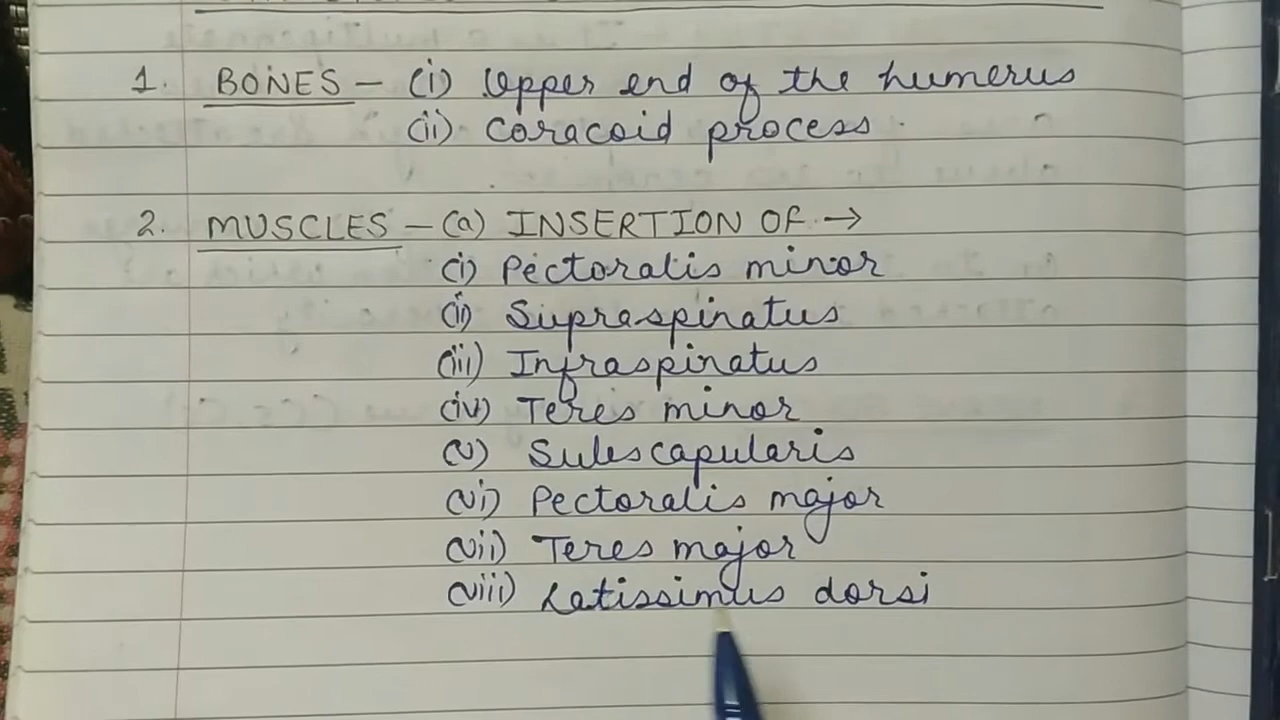 1. BONES - (i) Upper end of the humerus
(ii) Coracoid process
2. MUSCLES - (a) INSERTION OF →
(i) Pectoralis minor
(ii) Supraspinatus
(iii) Infraspinatus
(iv) Teres minor
(v) Subscapularis
(vi) Pectoralis major
(vii) Teres major
(viii) Latissimus dorsi